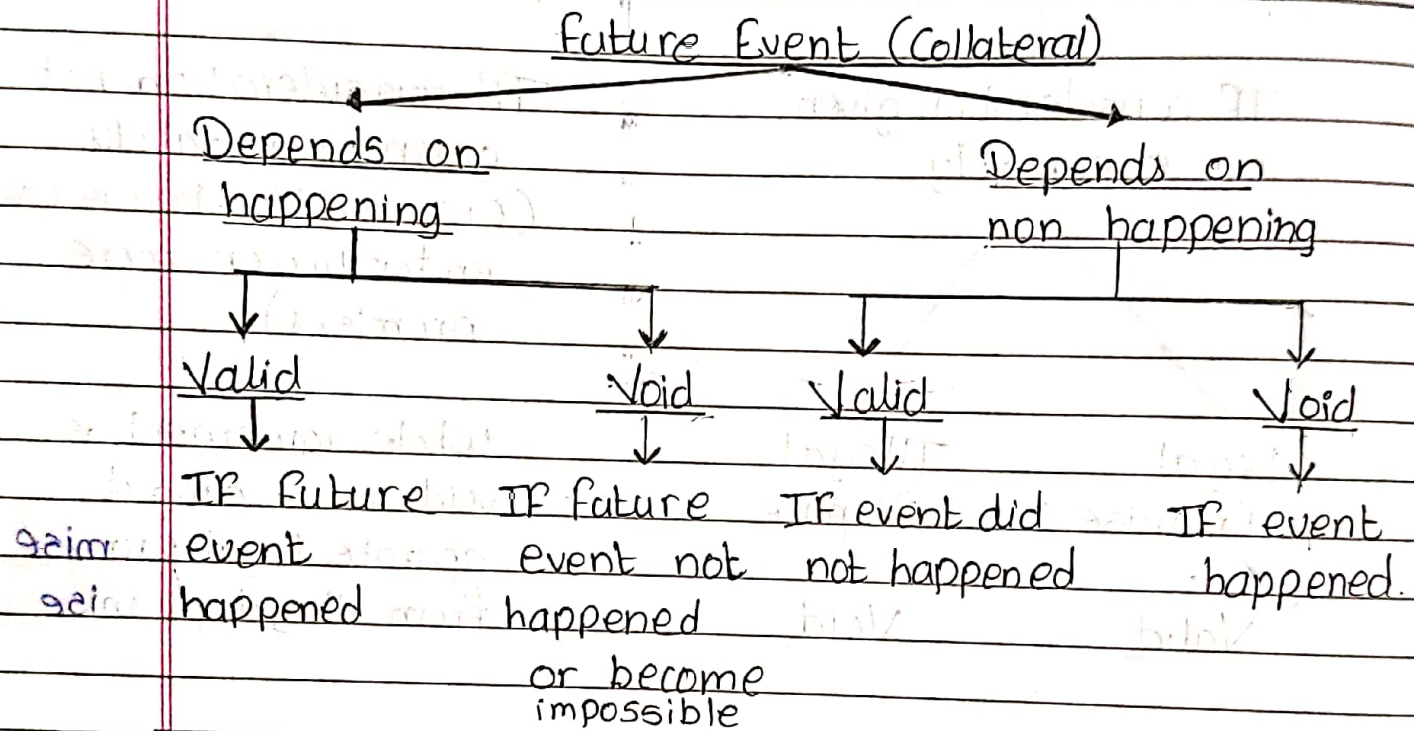 Future Event (Collateral)
Depends on
happening
Depends on
non happening
Valid
Void
Valid
Void
IF future
event
happened
IF future
event not
happened
or become
impossible
IF event did
not happened
IF event
happened.